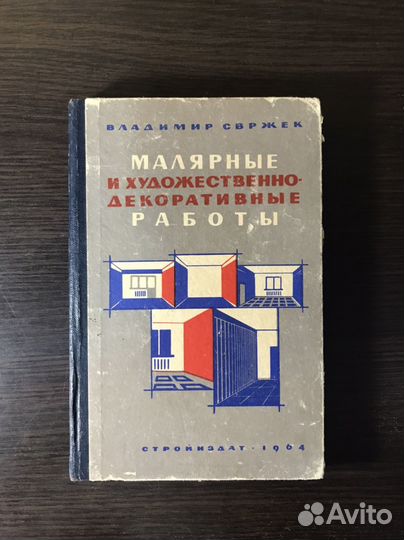 ВЛАДИМИР СВРЖЕК
МАЛЯРНЫЕ
И ХУДОЖЕСТВЕННО-
ДЕКОРАТИВНЫЕ
РАБОТЫ
СТРОЙИЗДАТ · 1964
Avito